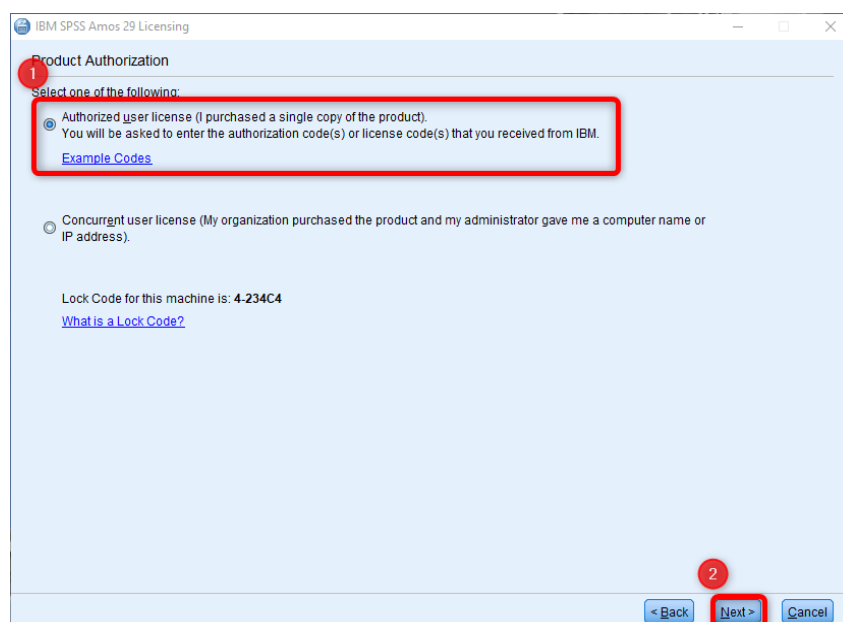 IBM SPSS Amos 29 Licensing
Product Authorization
1
Select one of the following:
Authorized user license (I purchased a single copy of the product).
You will be asked to enter the authorization code(s) or license code(s) that you received from IBM.
Example Codes
Concurrent user license (My organization purchased the product and my administrator gave me a computer name or
IP address).
Lock Code for this machine is: 4-234C4
What is a Lock Code?
2
< Back
Next >
Cancel